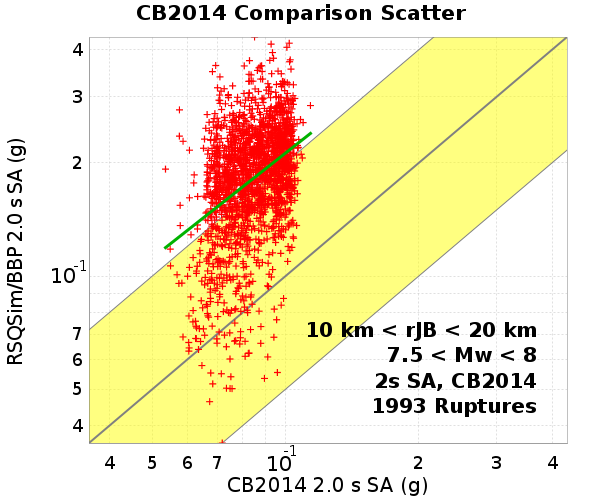 CB2014 Comparison Scatter
RSQSim/BBP 2.0 s SA (g)
4
3
2
10-1
7
6
5
4
10 km < rJB < 20 km
7.5 < Mw < 8
2s SA, CB2014
1993 Ruptures
4 5 6 7 10-1 2 3 4
CB2014 2.0 s SA (g)